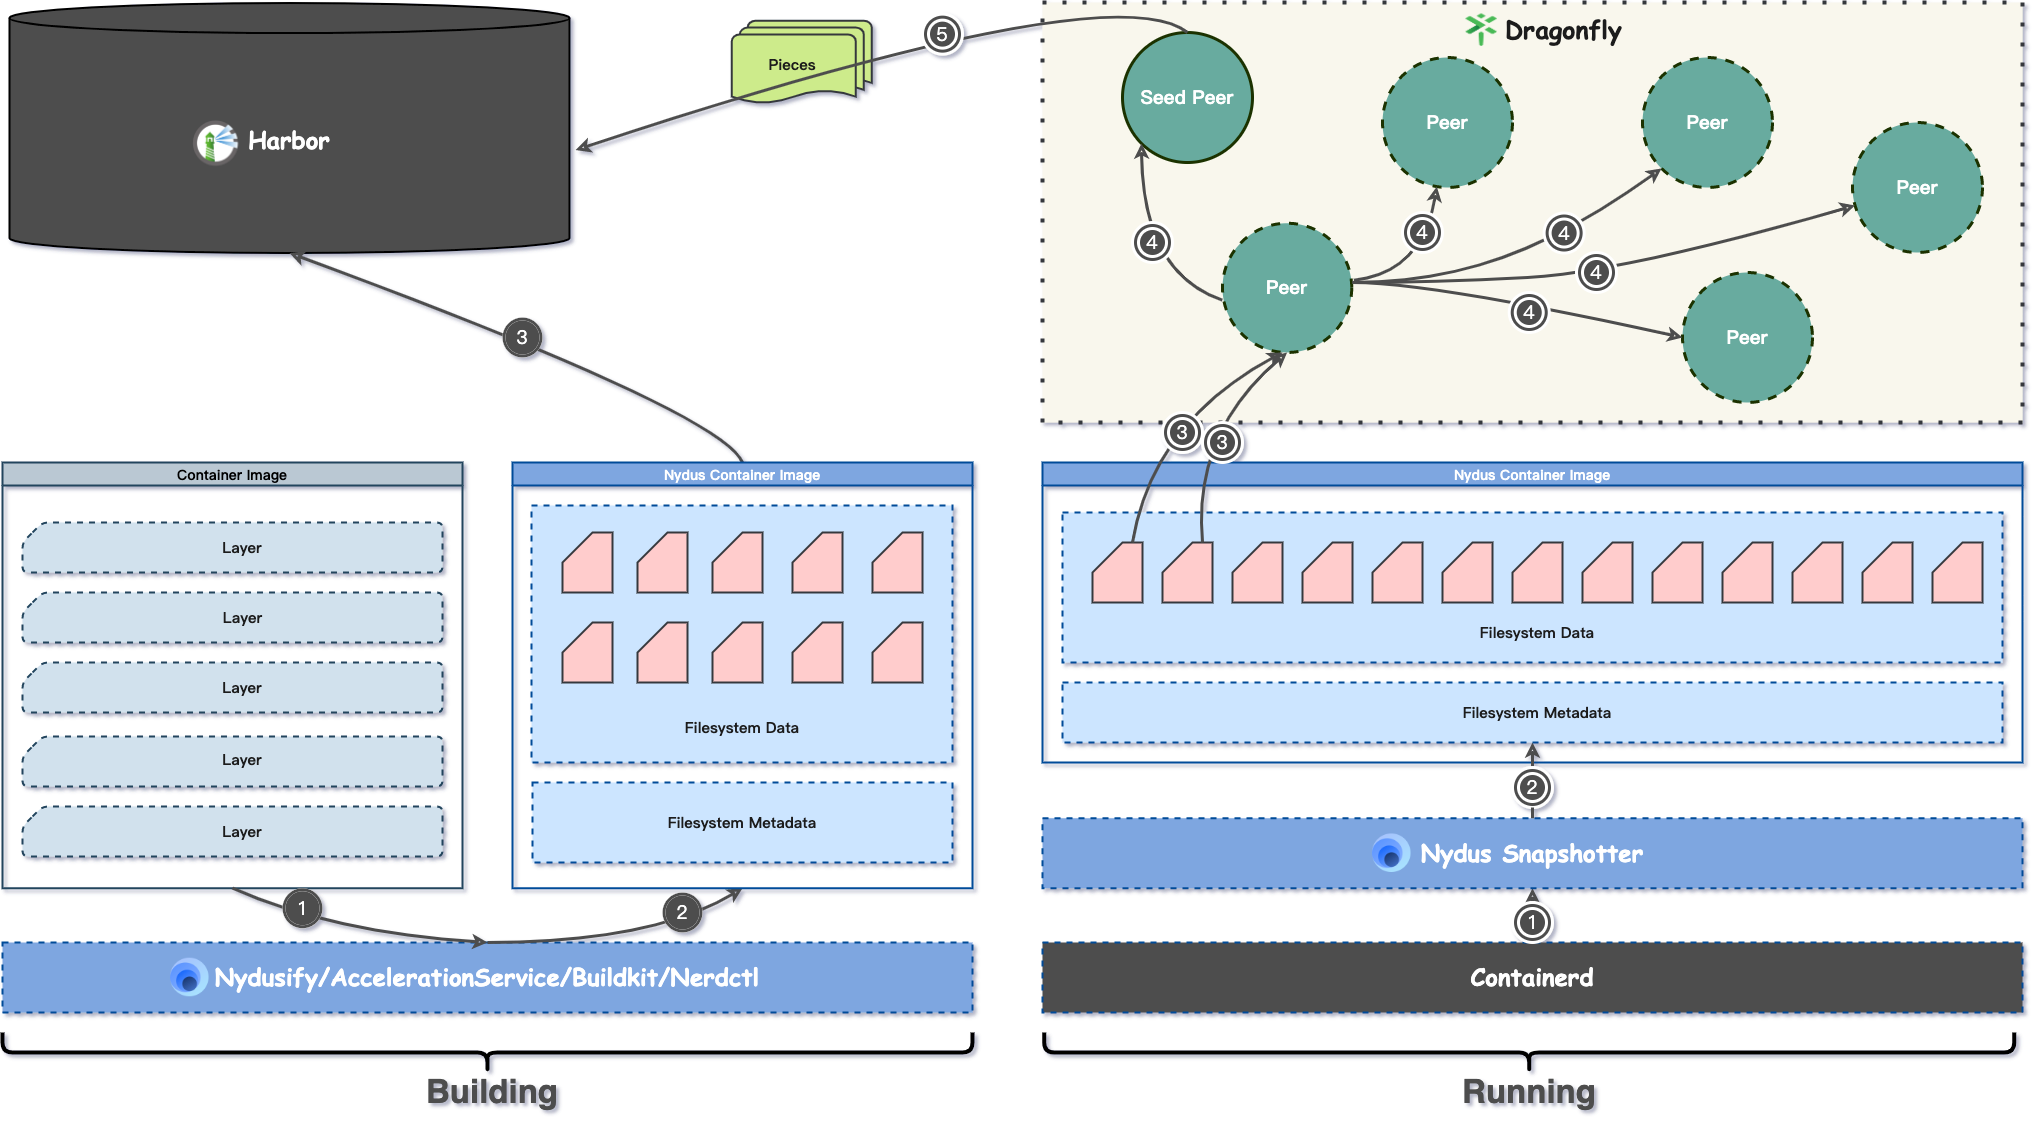 Harbor
Pieces
5
Dragonfly
Seed Peer
Peer
Peer
Peer
Peer
Peer
4
4
4
4
4
3
3
3
Container Image
Layer
Layer
Layer
Layer
Layer
Nydus Container Image
Filesystem Data
Filesystem Metadata
1
2
Nydusify/AccelerationService/Buildkit/Nerdctl
Building
Nydus Container Image
Filesystem Data
Filesystem Metadata
2
Nydus Snapshotter
1
Containerd
Running